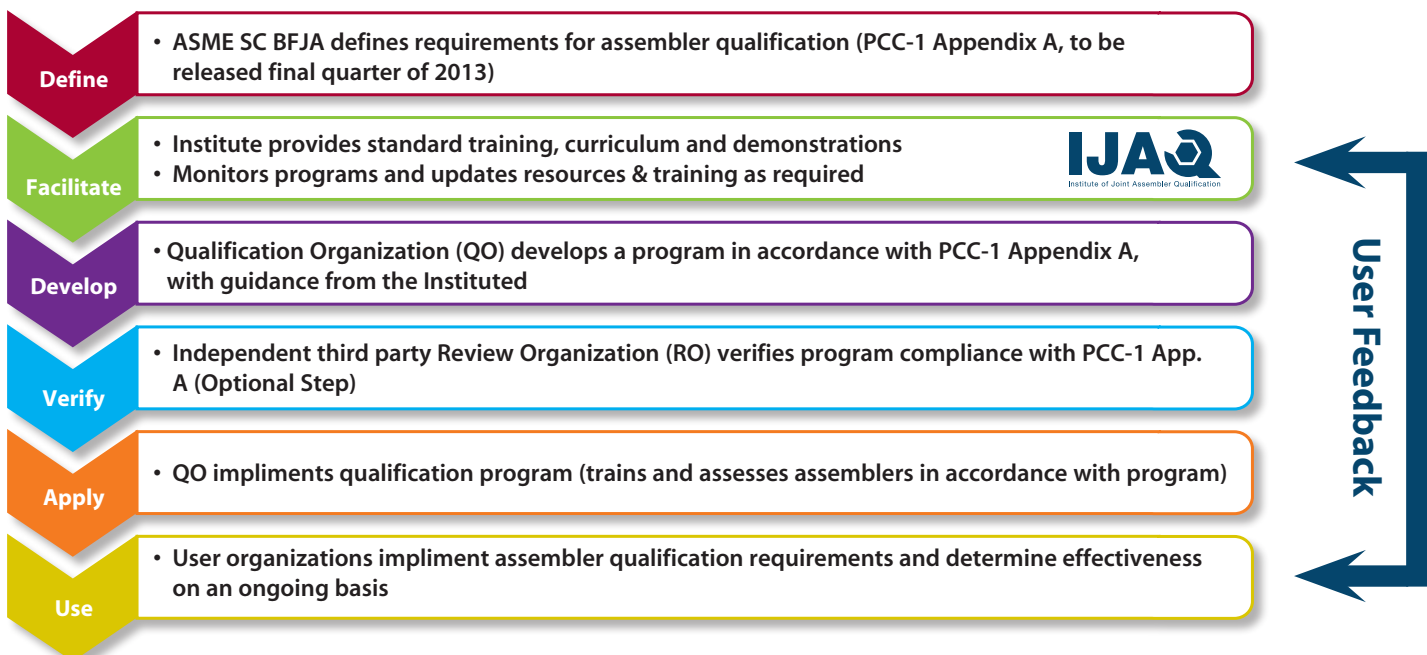 Define
• ASME SC BFJA defines requirements for assembler qualification (PCC-1 Appendix A, to be
released final quarter of 2013)
Facilitate
• Institute provides standard training, curriculum and demonstrations
• Monitors programs and updates resources & training as required
IJAQ
Institute of Joint Assembler Qualification
Develop
• Qualification Organization (QO) develops a program in accordance with PCC-1 Appendix A,
with guidance from the Instituted
Verify
• Independent third party Review Organization (RO) verifies program compliance with PCC-1 App.
A (Optional Step)
Apply
• QO impliments qualification program (trains and assesses assemblers in accordance with program)
Use
• User organizations impliment assembler qualification requirements and determine effectiveness
on an ongoing basis
User Feedback